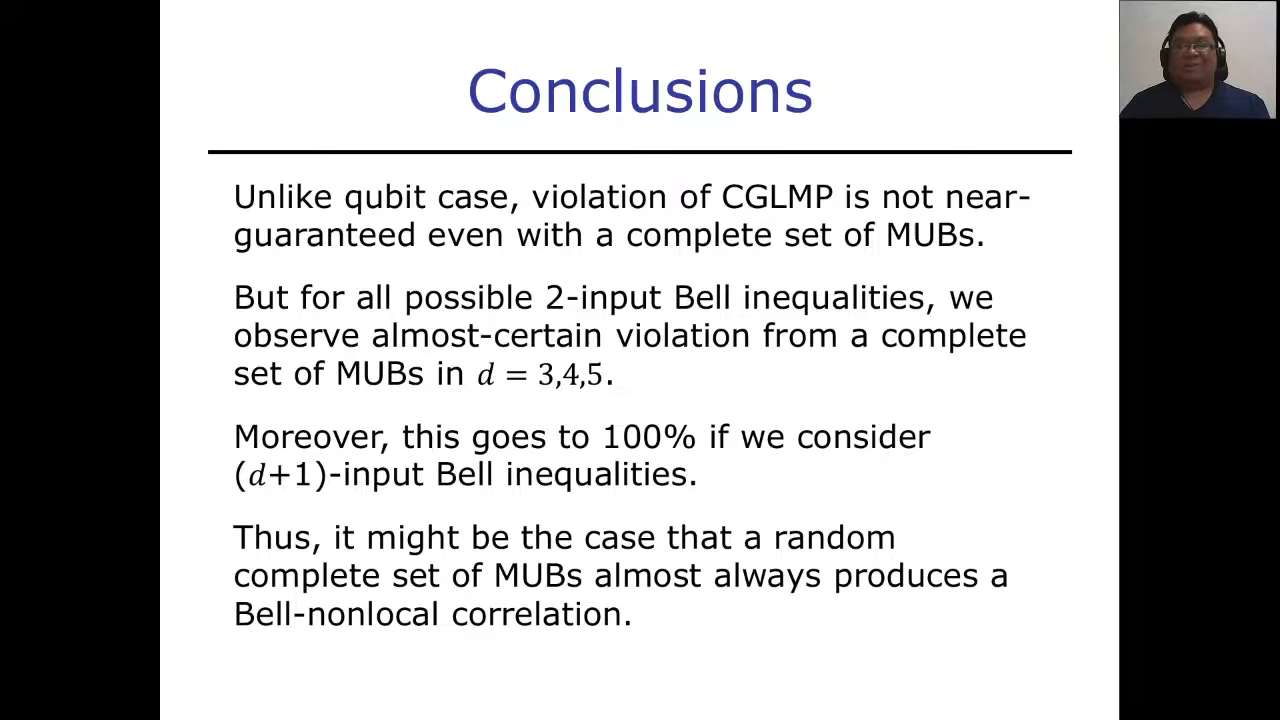 Conclusions
Unlike qubit case, violation of CGLMP is not near-
guaranteed even with a complete set of MUBs.
But for all possible 2-input Bell inequalities, we
observe almost-certain violation from a complete
set of MUBs in d = 3,4,5.
Moreover, this goes to 100% if we consider
(d+1)-input Bell inequalities.
Thus, it might be the case that a random
complete set of MUBs almost always produces a
Bell-nonlocal correlation.